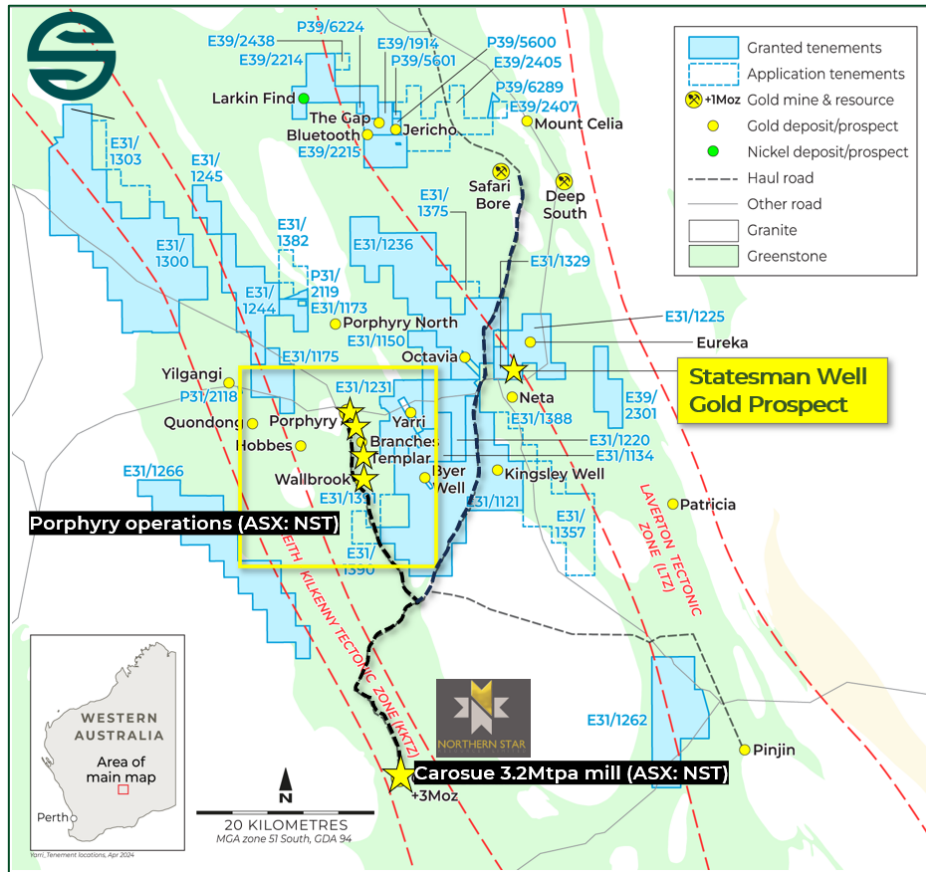 P39/6224
E39/2438
E39/1914
P39/5600
E39/2214
P39/5601
E39/2405
P39/6289
E39/2407
Larkin Find
The Gap
Bluetooth
Jericho
Mount Celia
E39/2215
Granted tenements
Application tenements
+1Moz
Gold mine & resource
Gold deposit/prospect
Nickel deposit/prospect
Haul road
Other road
Granite
Greenstone
E31/
1303
E31/
1245
Safari
Bore
Deep
South
E31/
1375
E31/
1382
E31/1236
E31/1329
E31/
1300
P31/
2119
E31/
1244
E31/1173
E31/1225
Porphyry North
E31/1150
Eureka
E31/1175
Octavia
Yilgangi
Statesman Well
Gold Prospect
P31/2118
E31/1231
Neta
E39/
2301
Quondong
Porphyry
Yarri
E31/1388
Hobbes
Branches
E31/1220
Templar
E31/1134
E31/1266
Wallbrook
Byer
Well
Kingsley Well
E31/1121
Patricia
E31/
1357
Porphyry operations (ASX: NST)
E31/
1390
KEITH KILKENNY TECTONIC ZONE (KKTZ)
LAVERTON TECTONIC
ZONE (LTZ)
WESTERN
AUSTRALIA
Area of
main map
Perth
NORTHERN STAR
E31/1262
Pinjin
Carosue 3.2Mtpa mill (ASX: NST)
+3Moz
N
20 KILOMETRES
MGA zone 51 South, GDA 94
Yarri, Tenement locations, Apr 2024